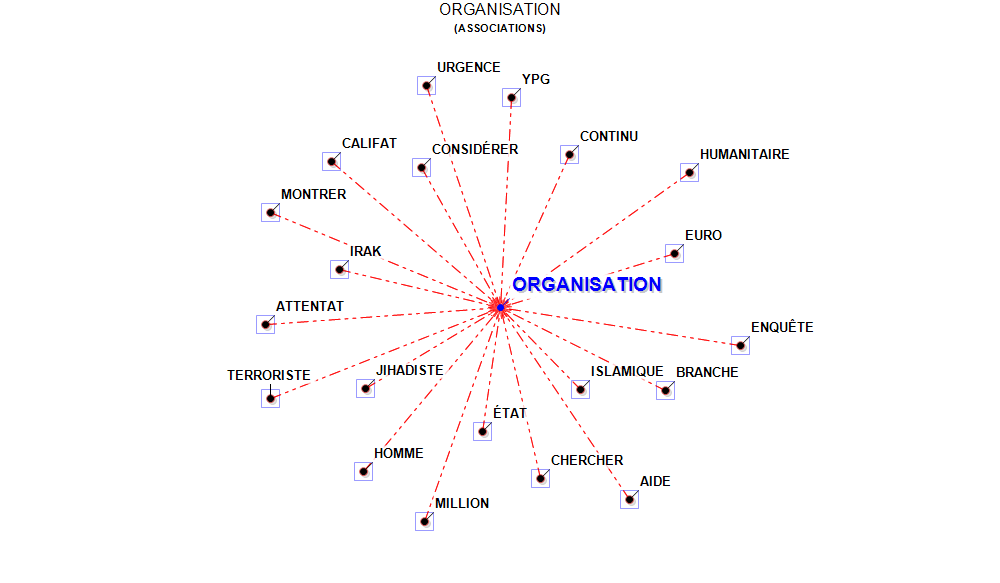 ORGANISATION
(ASSOCIATIONS)
URGENCE
YPG
CONTINU
CALIFAT
CONSIDÉRER
HUMANITAIRE
MONTRER
EURO
IRAK
ORGANISATION
ATTENTAT
ENQUÊTE
TERRORISTE
JIHADISTE
ISLAMIQUE
BRANCHE
ÉTAT
HOMME
CHERCHER
AIDE
MILLION